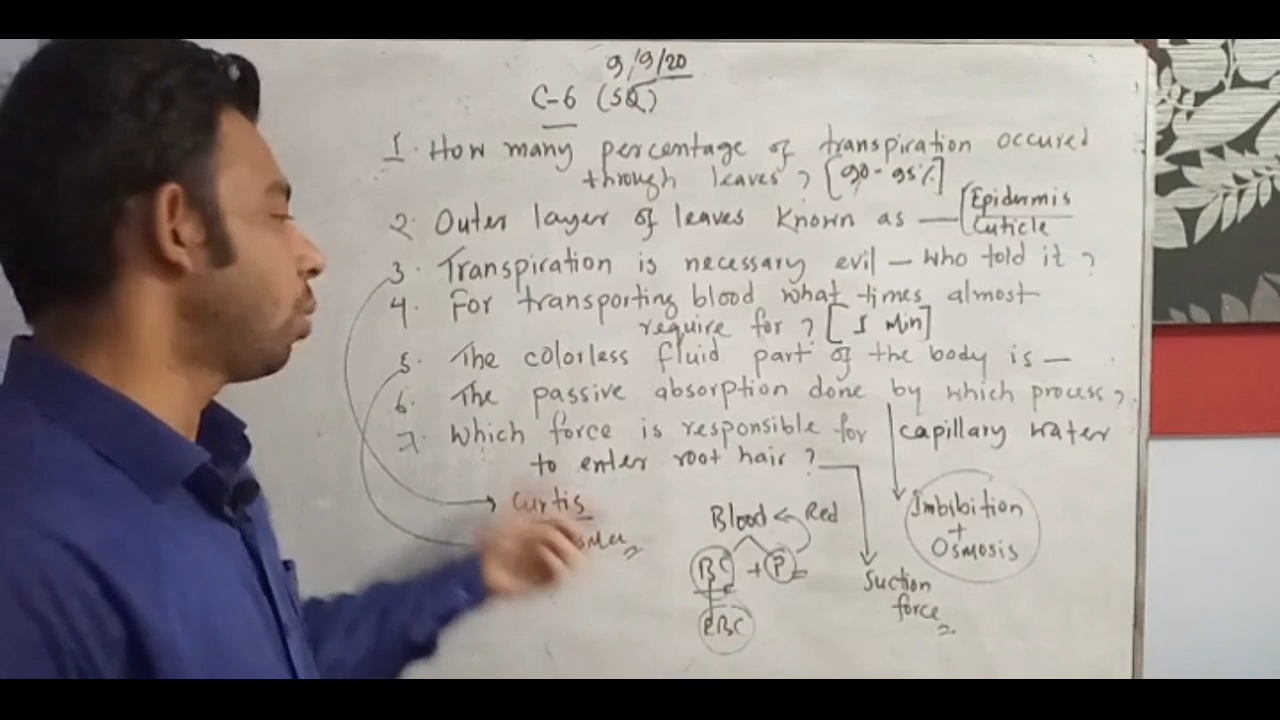 9/9/20
C-6 (SQ)
1. How many percentage of transpiration occured
through leaves? [90-95%]
2. Outer layer of leaves Known as — [Epidermis
Cuticle
3. Transpiration is necessary evil — who told it?
4. For transporting blood what times almost
require for? [1 Min]
5. The colorless fluid part of the body is —
6. The passive absorption done by which process?
7. Which force is responsible for capillary water
to enter root hair?
Curtis
Blood Red
BC + P
RBC
Imbibition
+
Osmosis
Suction
force